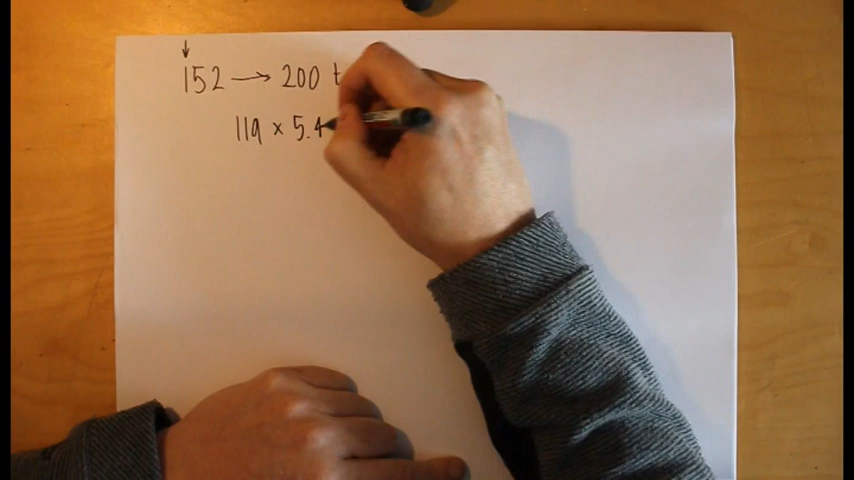 ↓
152 → 200 t
119 × 5.4